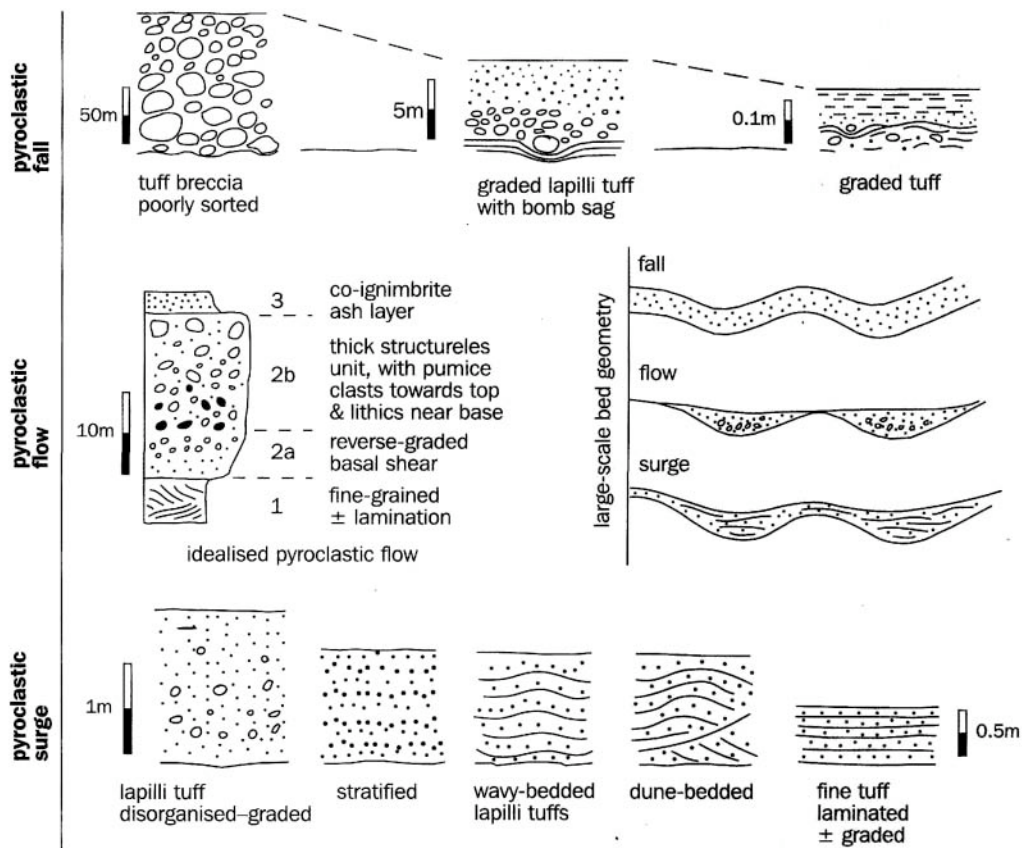 pyroclastic
fall
50m
tuff breccia
poorly sorted
5m
graded lapilli tuff
with bomb sag
0.1m
graded tuff
pyroclastic
flow
10m
3
co-ignimbrite
ash layer
2b
thick structureles
unit, with pumice
clasts towards top
& lithics near base
2a
reverse-graded
basal shear
1
fine-grained
± lamination
idealised pyroclastic flow
large-scale bed geometry
fall
flow
surge
pyroclastic
surge
1m
lapilli tuff
disorganised–graded
stratified
wavy-bedded
lapilli tuffs
dune-bedded
fine tuff
laminated
± graded
0.5m